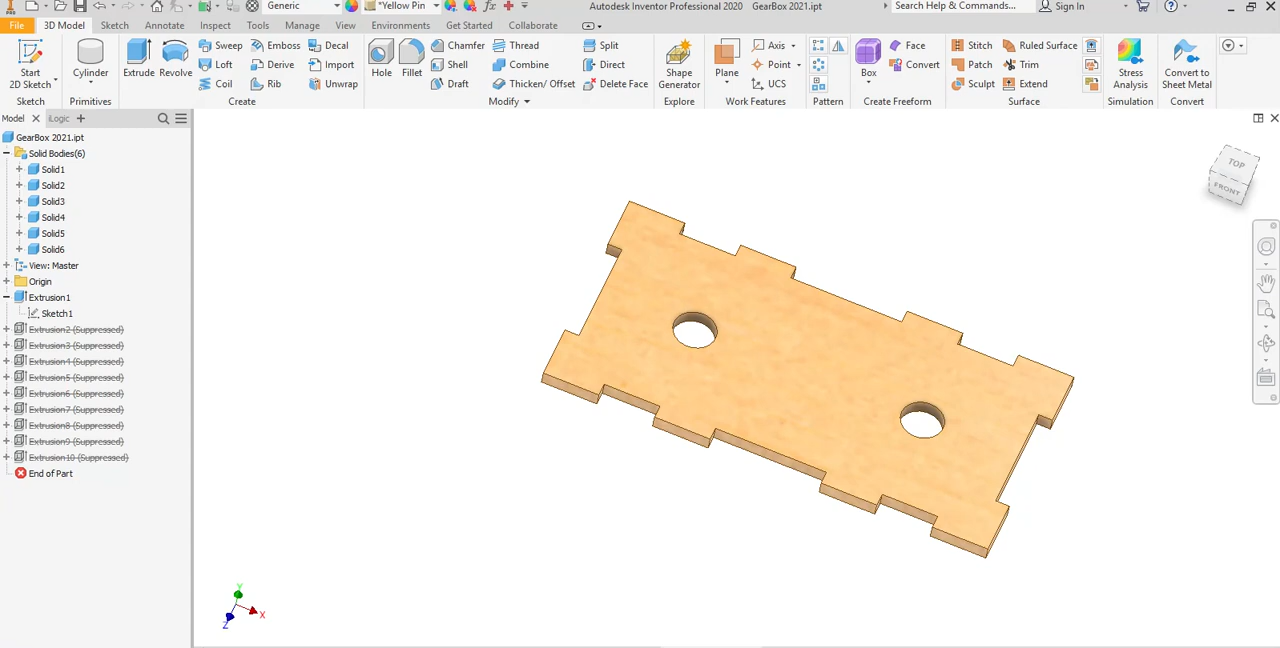 Generic
*Yellow Pin
Autodesk Inventor Professional 2020 GearBox 2021.ipt
Search Help & Commands...
Sign In
File
3D Model
Sketch
Annotate
Inspect
Tools
Manage
View
Environments
Get Started
Collaborate
Start
2D Sketch
Sketch
Cylinder
Primitives
Extrude
Revolve
Sweep
Emboss
Decal
Loft
Derive
Import
Coil
Rib
Unwrap
Create
Hole
Fillet
Chamfer
Thread
Split
Shell
Combine
Direct
Draft
Thicken/ Offset
Delete Face
Modify
Shape
Generator
Explore
Plane
Axis
Point
UCS
Work Features
Pattern
Box
Face
Convert
Create Freeform
Stitch
Ruled Surface
Patch
Trim
Sculpt
Extend
Surface
Stress
Analysis
Simulation
Convert to
Sheet Metal
Convert
Model
iLogic
GearBox 2021.ipt
Solid Bodies(6)
Solid1
Solid2
Solid3
Solid4
Solid5
Solid6
View: Master
Origin
Extrusion1
Sketch1
Extrusion2 (Suppressed)
Extrusion3 (Suppressed)
Extrusion4 (Suppressed)
Extrusion5 (Suppressed)
Extrusion6 (Suppressed)
Extrusion7 (Suppressed)
Extrusion8 (Suppressed)
Extrusion9 (Suppressed)
Extrusion10 (Suppressed)
End of Part
TOP
FRONT
Y
X
Z